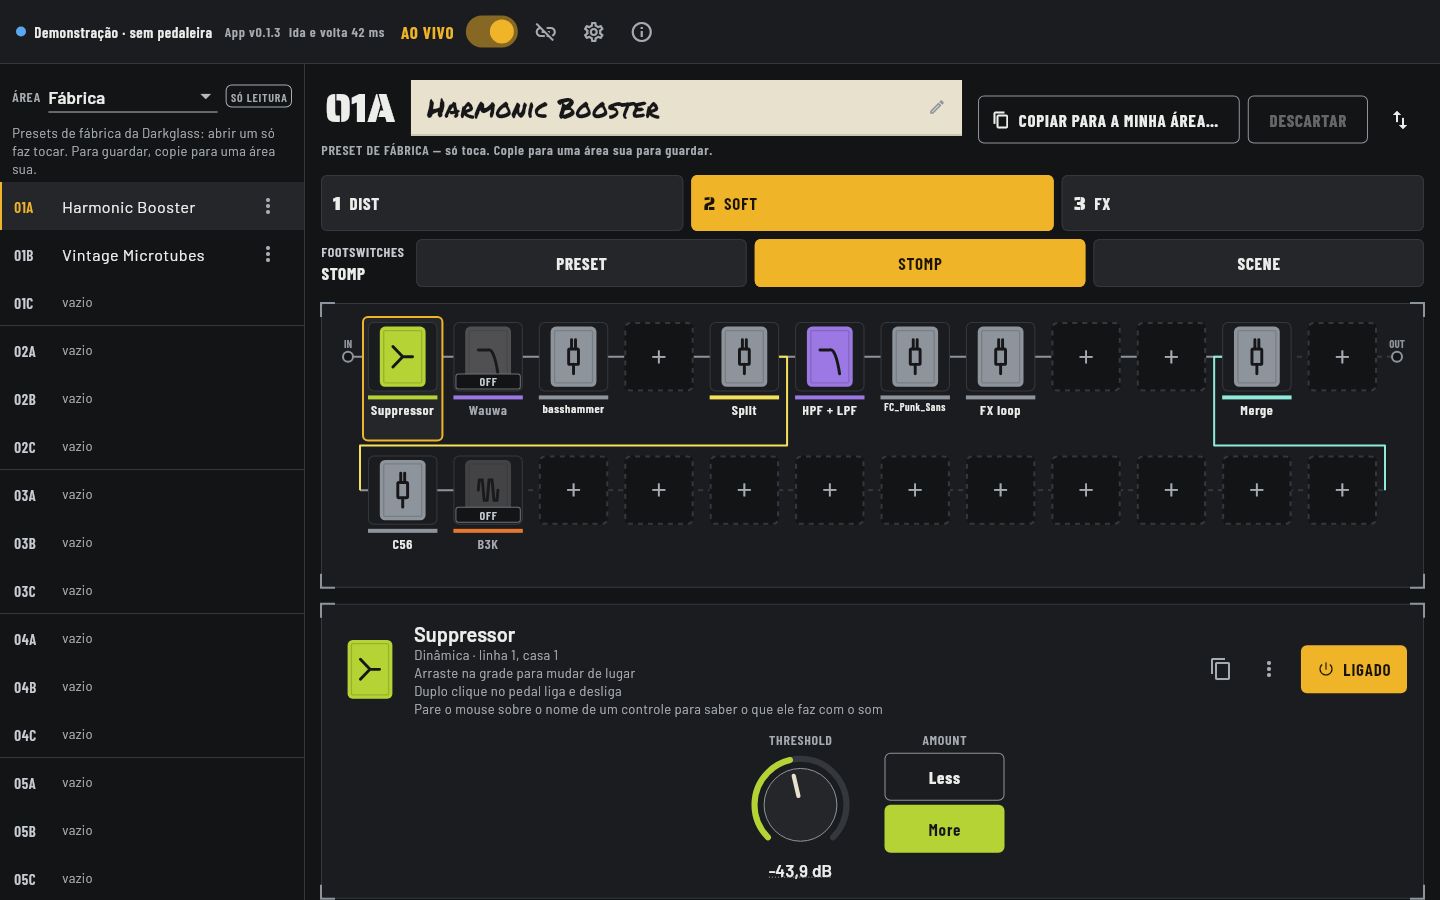 Demonstração · sem pedaleira App v0.1.3 Ida e volta 42 ms AO VIVO
ÁREA Fábrica SÓ LEITURA
Presets de fábrica da Darkglass: abrir um só
faz tocar. Para guardar, copie para uma área
sua.
01A Harmonic Booster
01B Vintage Microtubes
01C vazio
02A vazio
02B vazio
02C vazio
03A vazio
03B vazio
03C vazio
04A vazio
04B vazio
04C vazio
05A vazio
05B vazio
05C vazio
01A Harmonic Booster
COPIAR PARA A MINHA ÁREA... DESCARTAR
PRESET DE FÁBRICA — só toca. Copie para uma área sua para guardar.
1 DIST 2 SOFT 3 FX
FOOTSWITCHES
STOMP
PRESET STOMP SCENE
IN OUT
OFF
Suppressor Wauwa basshammer Split HPF + LPF FC_Punk_Sans FX loop Merge
OFF
C56 B3K
Suppressor
Dinâmica · linha 1, casa 1
Arraste na grade para mudar de lugar
Duplo clique no pedal liga e desliga
Pare o mouse sobre o nome de um controle para saber o que ele faz com o som
LIGADO
THRESHOLD AMOUNT
Less
More
-43,9 dB